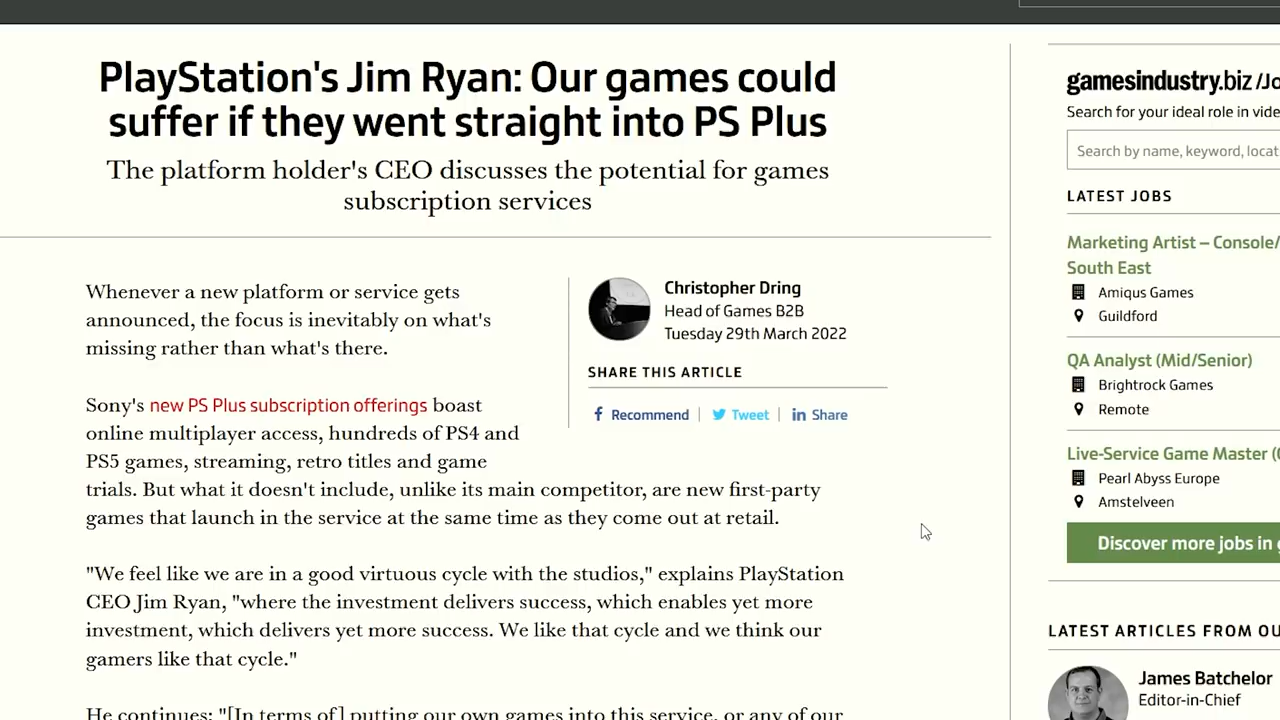 PlayStation's Jim Ryan: Our games could
suffer if they went straight into PS Plus
The platform holder's CEO discusses the potential for games
subscription services
Whenever a new platform or service gets
announced, the focus is inevitably on what's
missing rather than what's there.
Sony's new PS Plus subscription offerings boast
online multiplayer access, hundreds of PS4 and
PS5 games, streaming, retro titles and game
trials. But what it doesn't include, unlike its main competitor, are new first-party
games that launch in the service at the same time as they come out at retail.
"We feel like we are in a good virtuous cycle with the studios," explains PlayStation
CEO Jim Ryan, "where the investment delivers success, which enables yet more
investment, which delivers yet more success. We like that cycle and we think our
gamers like that cycle."
He continues: "[In terms of] putting our own games into this service, or any of our
Christopher Dring
Head of Games B2B
Tuesday 29th March 2022
SHARE THIS ARTICLE
Recommend
Tweet
Share
gamesindustry.biz /Jo
Search for your ideal role in vide
Search by name, keyword, locat
LATEST JOBS
Marketing Artist – Console/
South East
Amiqus Games
Guildford
QA Analyst (Mid/Senior)
Brightrock Games
Remote
Live-Service Game Master (
Pearl Abyss Europe
Amstelveen
Discover more jobs in g
LATEST ARTICLES FROM OU
James Batchelor
Editor-in-Chief